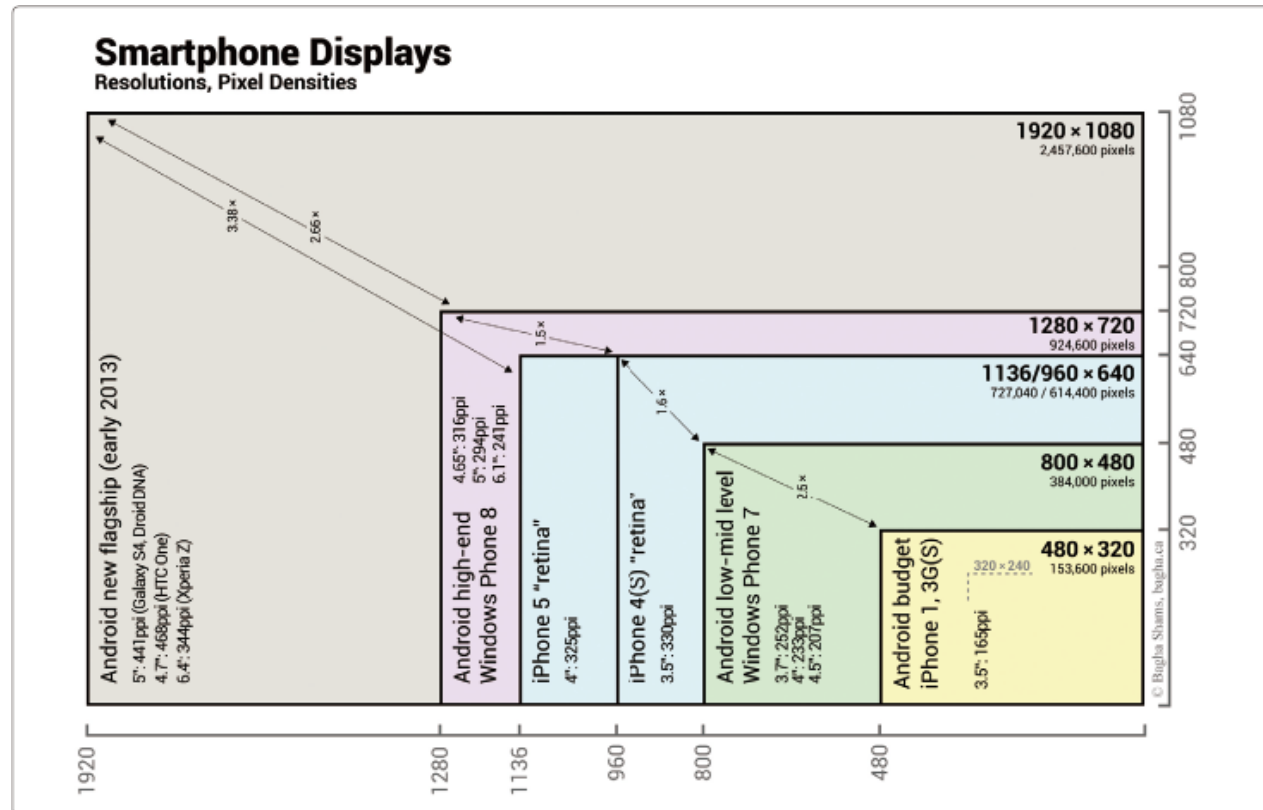 Smartphone Displays
Resolutions, Pixel Densities
1920 × 1080
2,457,600 pixels
1280 × 720
924,600 pixels
1136/960 × 640
727,040 / 614,400 pixels
800 × 480
384,000 pixels
480 × 320
153,600 pixels
320 × 240
3.38×
2.66×
1.5×
1.6×
2.5×
Android new flagship (early 2013)
5": 441ppi (Galaxy S4, Droid DNA)
4.7": 468ppi (HTC One)
6.4": 344ppi (Xperia Z)
Android high-end
Windows Phone 8
4.65": 316ppi
5": 294ppi
6.1": 241ppi
iPhone 5 "retina"
4": 325ppi
iPhone 4(S) "retina"
3.5": 330ppi
Android low-mid level
Windows Phone 7
3.7": 252ppi
4": 233ppi
4.5": 207ppi
Android budget
iPhone 1, 3G(S)
3.5": 165ppi
1080
800
720
640
480
320
© Bagha Shams, bagha.ca
1920
1280
1136
960
800
480